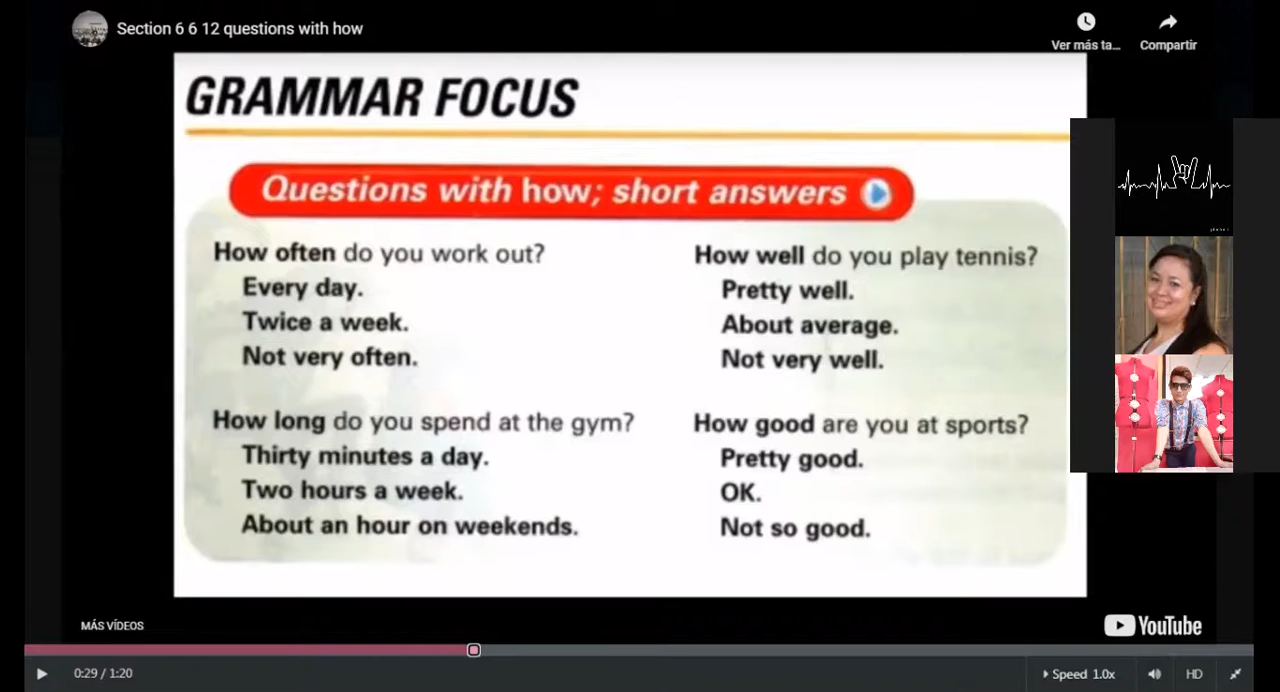 Section 6 6 12 questions with how
Ver más ta...
Compartir
GRAMMAR FOCUS
Questions with how; short answers
How often do you work out?
Every day.
Twice a week.
Not very often.
How long do you spend at the gym?
Thirty minutes a day.
Two hours a week.
About an hour on weekends.
How well do you play tennis?
Pretty well.
About average.
Not very well.
How good are you at sports?
Pretty good.
OK.
Not so good.
MÁS VÍDEOS
YouTube
0:29 / 1:20
Speed 1.0x
HD